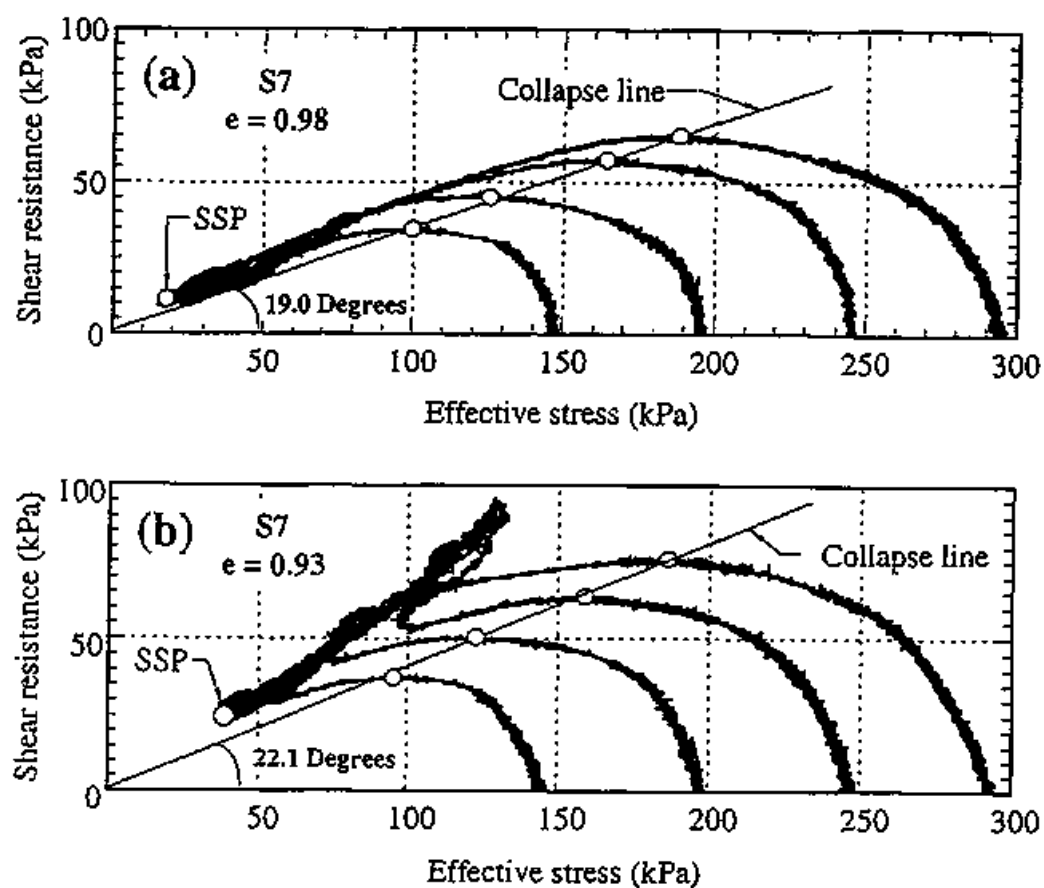 100
(a)
S7
e = 0.98
Collapse line
50
SSP
19.0 Degrees
0
50 100 150 200 250 300
Shear resistance (kPa)
Effective stress (kPa)
100
(b)
S7
e = 0.93
Collapse line
50
SSP
22.1 Degrees
0
50 100 150 200 250 300
Shear resistance (kPa)
Effective stress (kPa)